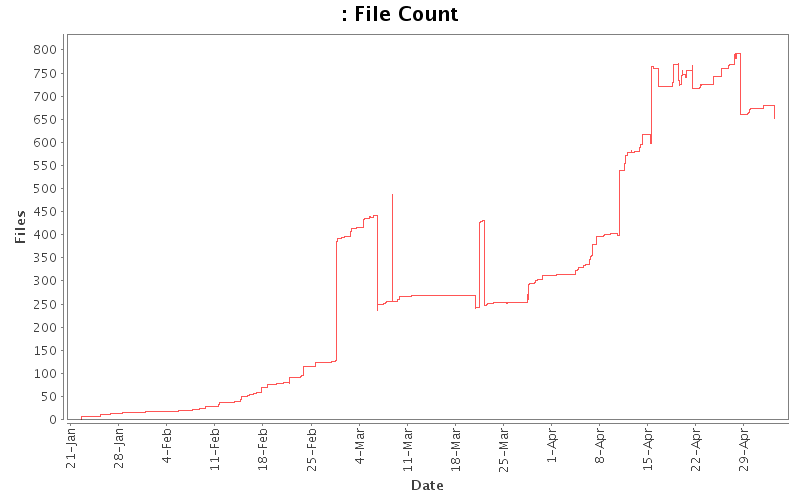 : File Count
Files
800
750
700
650
600
550
500
450
400
350
300
250
200
150
100
50
0
21-Jan
28-Jan
4-Feb
11-Feb
18-Feb
25-Feb
4-Mar
11-Mar
18-Mar
25-Mar
1-Apr
8-Apr
15-Apr
22-Apr
29-Apr
Date